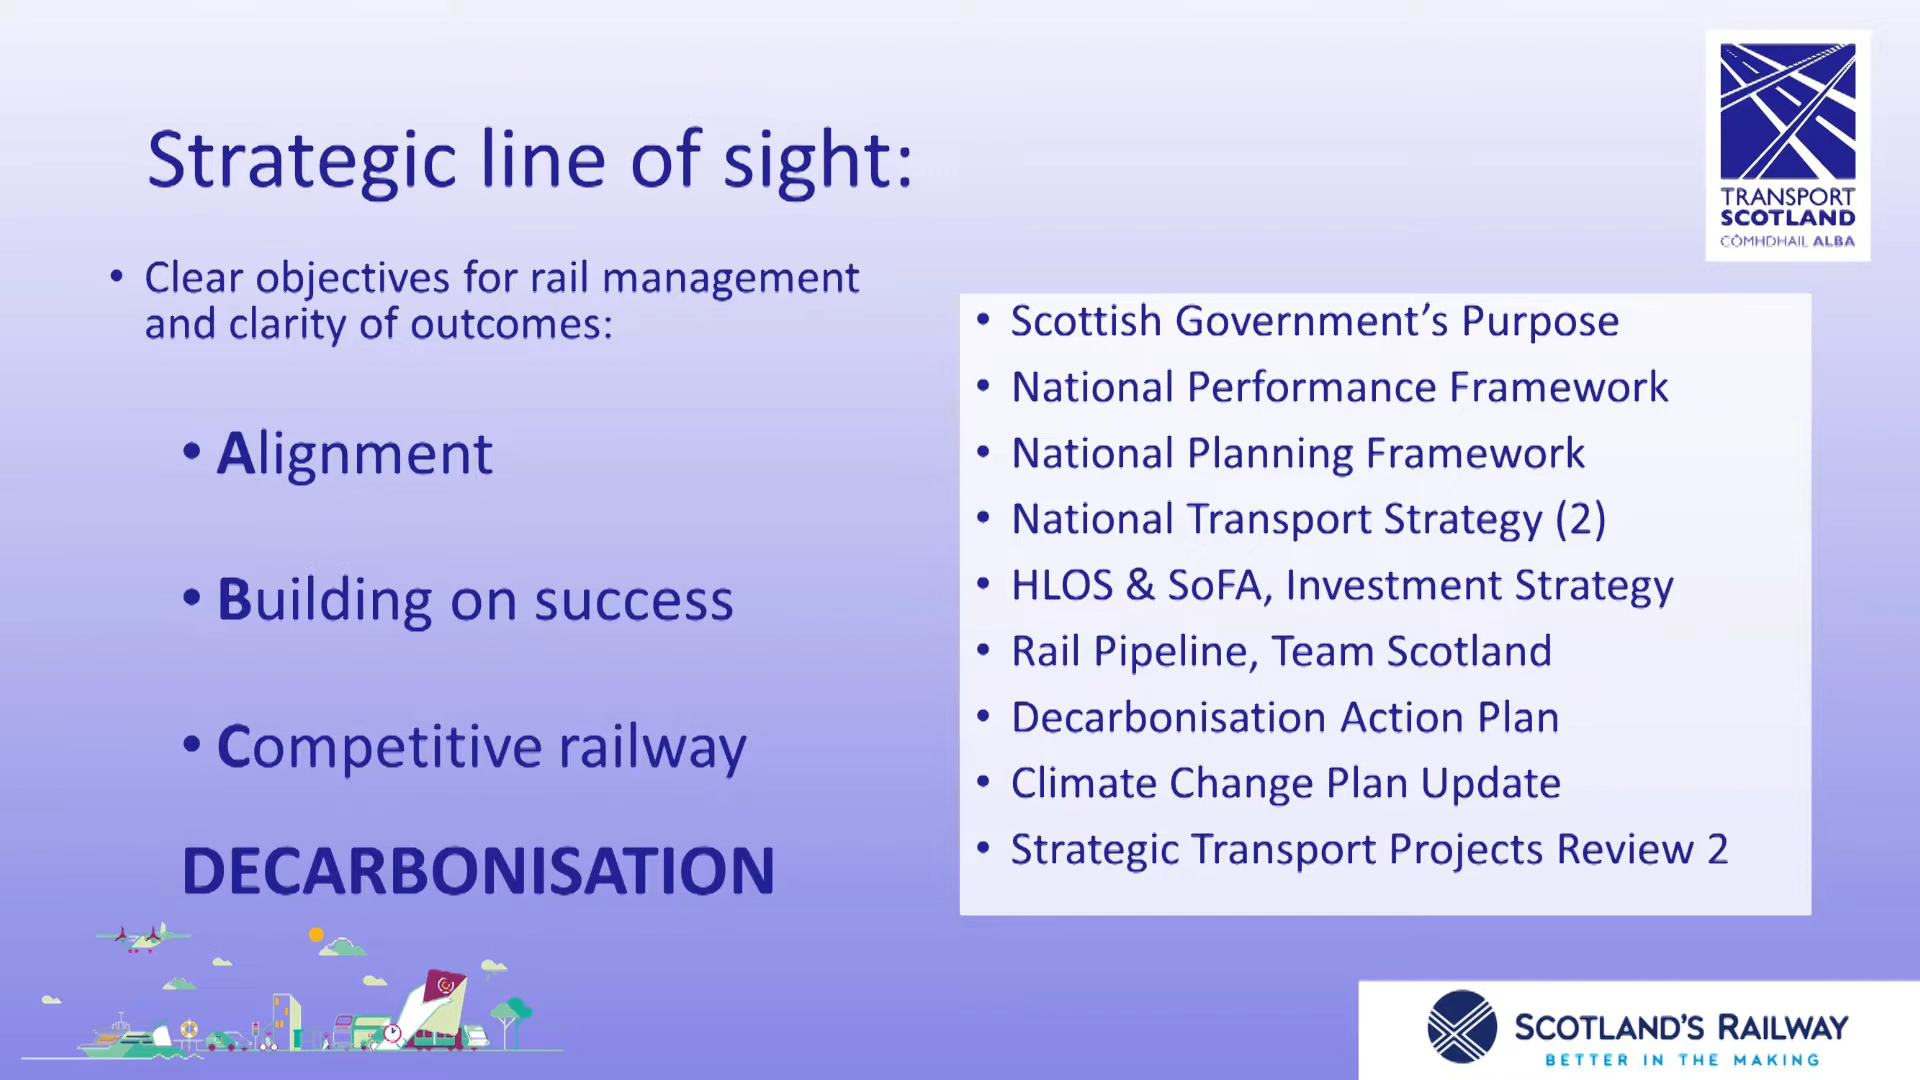 Strategic line of sight:
• Clear objectives for rail management
and clarity of outcomes:
• Alignment
• Building on success
• Competitive railway
DECARBONISATION
• Scottish Government’s Purpose
• National Performance Framework
• National Planning Framework
• National Transport Strategy (2)
• HLOS & SoFA, Investment Strategy
• Rail Pipeline, Team Scotland
• Decarbonisation Action Plan
• Climate Change Plan Update
• Strategic Transport Projects Review 2
TRANSPORT
SCOTLAND
CÒMHDHAIL ALBA
SCOTLAND'S RAILWAY
BETTER IN THE MAKING